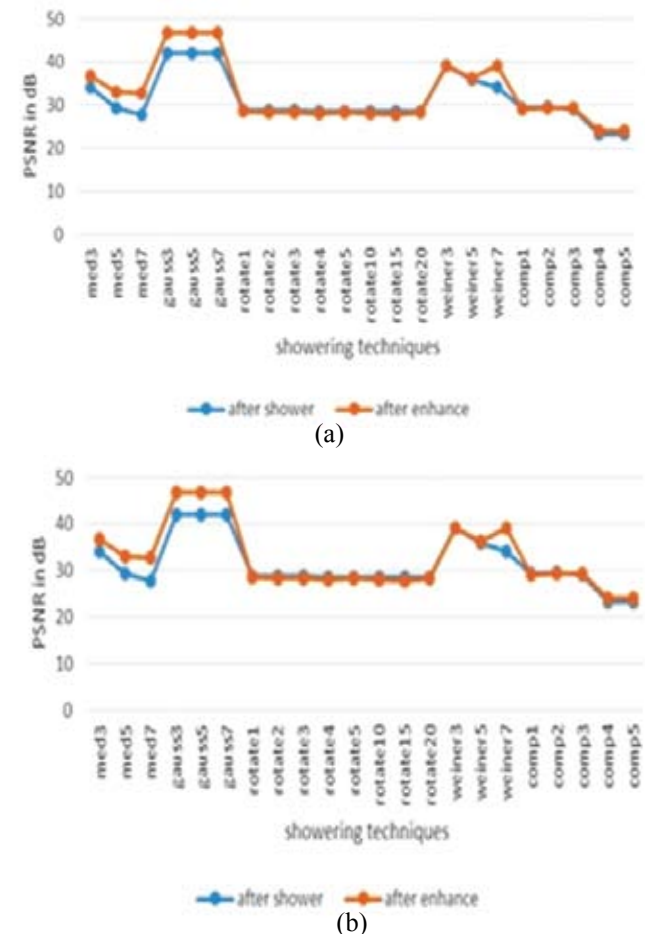 50
40
30
20
10
0
PSNR in dB
med3
med5
med7
gauss3
gauss5
gauss7
rotate1
rotate2
rotate3
rotate4
rotate5
rotate10
rotate15
rotate20
weiner3
weiner5
weiner7
comp1
comp2
comp3
comp4
comp5
showering techniques
after shower after enhance
(a)
50
40
30
20
10
0
PSNR in dB
med3
med5
med7
gauss3
gauss5
gauss7
rotate1
rotate2
rotate3
rotate4
rotate5
rotate10
rotate15
rotate20
weiner3
weiner5
weiner7
comp1
comp2
comp3
comp4
comp5
showering techniques
after shower after enhance
(b)